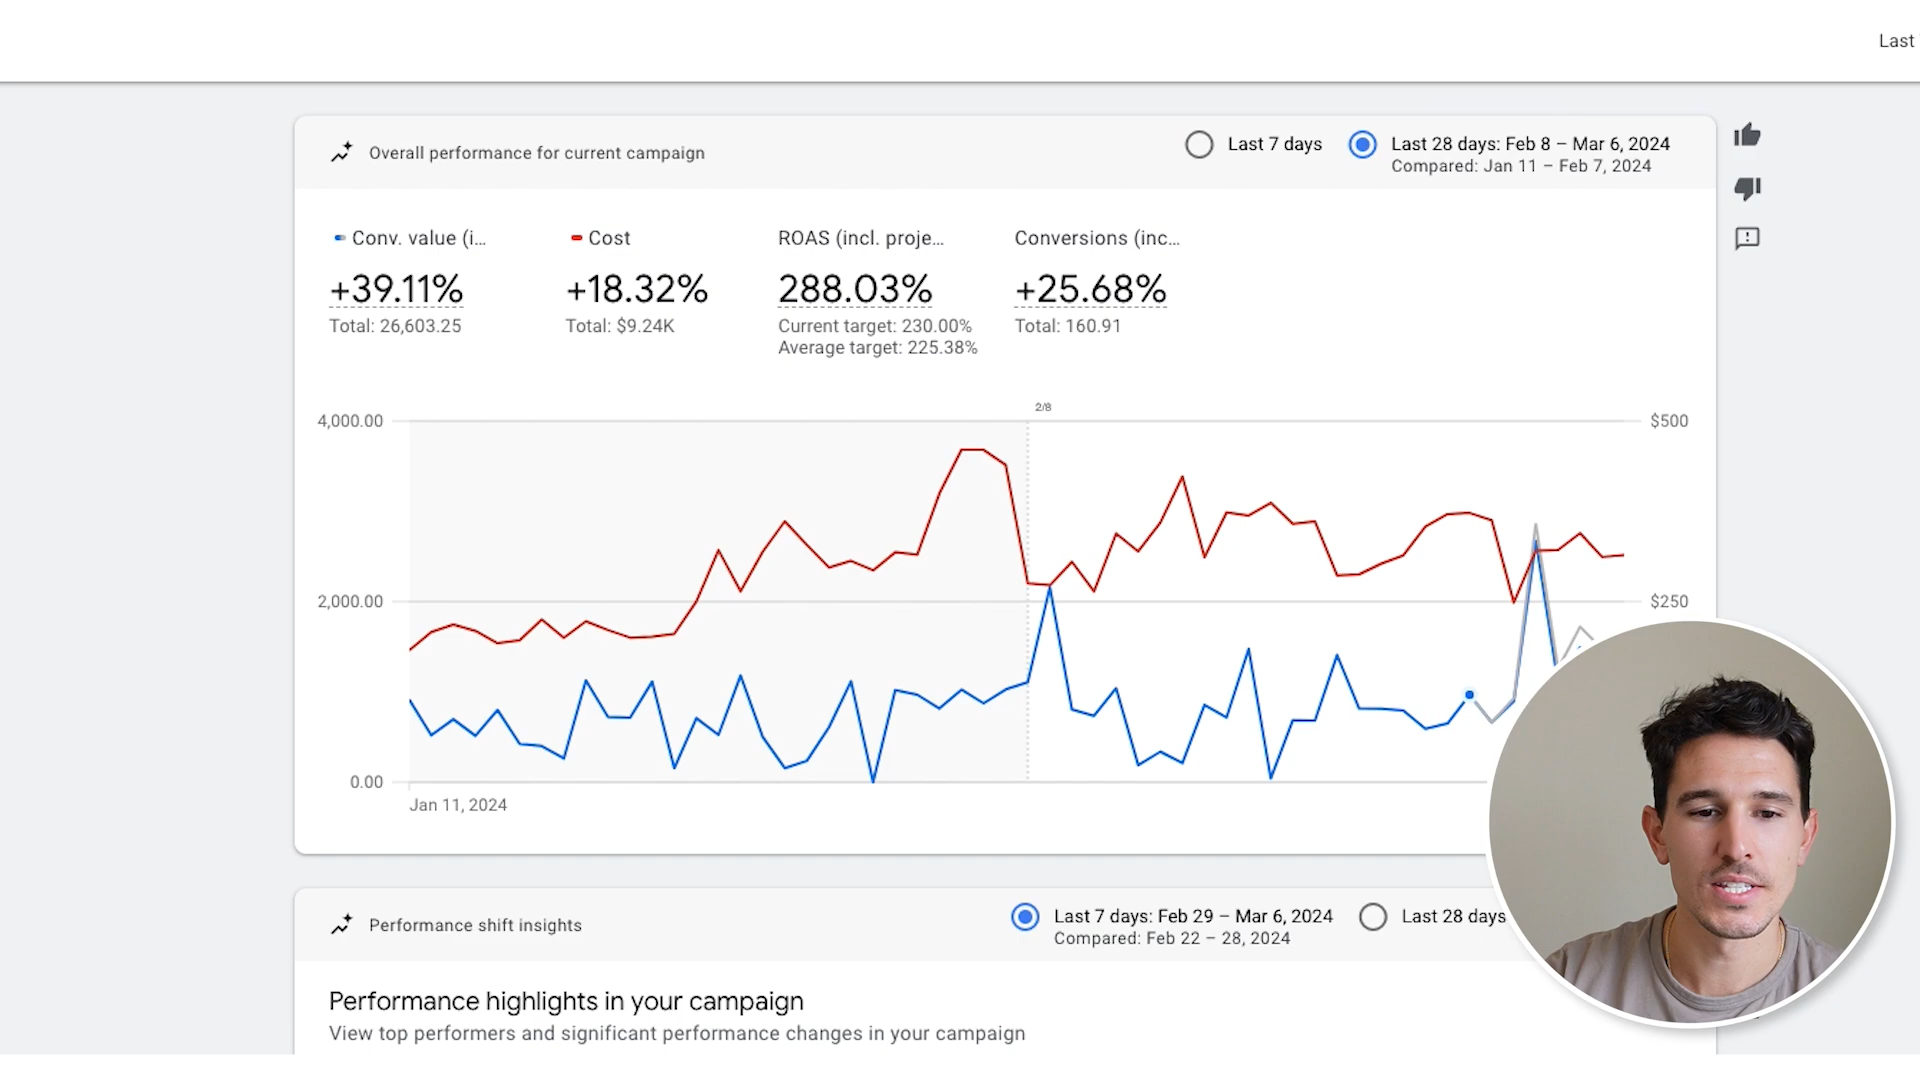 Last
Overall performance for current campaign
Last 7 days
Last 28 days: Feb 8 – Mar 6, 2024
Compared: Jan 11 – Feb 7, 2024
Conv. value (i...
Cost
ROAS (incl. proje...
Conversions (inc...
+39.11%
+18.32%
288.03%
+25.68%
Total: 26,603.25
Total: $9.24K
Current target: 230.00%
Total: 160.91
Average target: 225.38%
2/8
4,000.00
$500
2,000.00
$250
0.00
Jan 11, 2024
Performance shift insights
Last 7 days: Feb 29 – Mar 6, 2024
Compared: Feb 22 – 28, 2024
Last 28 days
Performance highlights in your campaign
View top performers and significant performance changes in your campaign